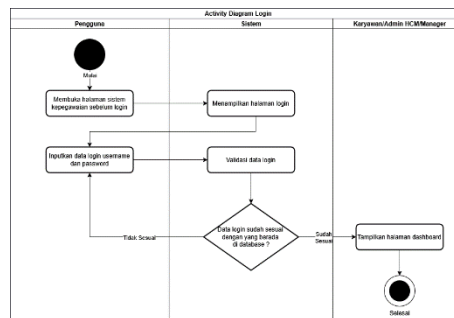 Activity Diagram Login
Pengguna
Sistem
Karyawan/Admin HCM/Manager
Mulai
Membuka halaman sistem
kepegawaian sebelum login
Menampilkan halaman login
Inputkan data login username
dan password
Validasi data login
Data login sudah sesuai
dengan yang barada
di database ?
Tidak Sesuai
Sudah
Sesuai
Tampilkan halaman dashboard
Selesai